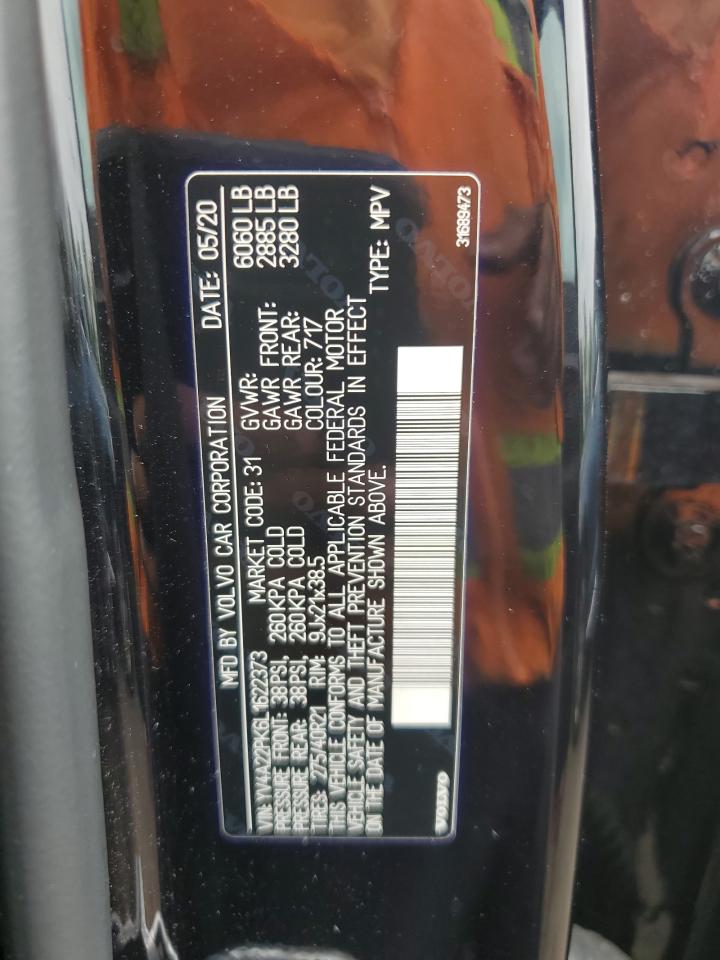 MFD BY VOLVO CAR CORPORATION DATE: 05/20
VIN: YV4A22PK6L1622373 MARKET CODE: 31 GVWR: 6060 LB
PRESSURE FRONT: 38PSI, 260KPA COLD GAWR FRONT: 2885 LB
PRESSURE REAR: 38PSI, 260KPA COLD GAWR REAR: 3280 LB
TIRES: 275/40R21 RIM: 9Jx21x38.5 COLOUR: 717
THIS VEHICLE CONFORMS TO ALL APPLICABLE FEDERAL MOTOR
VEHICLE SAFETY AND THEFT PREVENTION STANDARDS IN EFFECT
ON THE DATE OF MANUFACTURE SHOWN ABOVE. TYPE: MPV
VOLVO 31689473